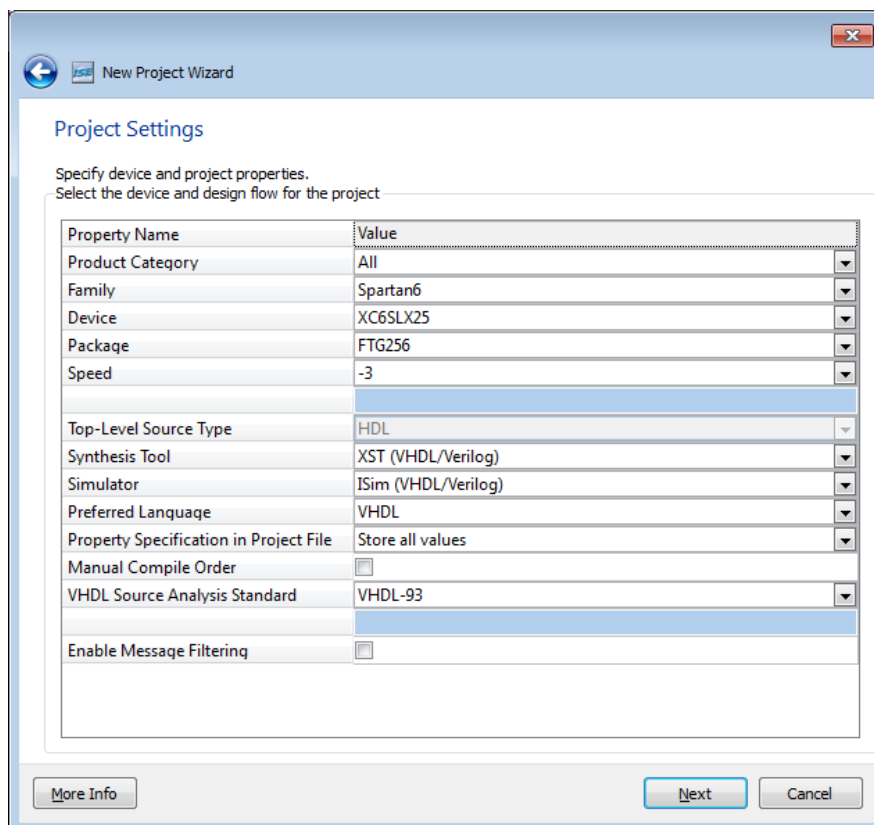 ISE New Project Wizard
Project Settings
Specify device and project properties.
Select the device and design flow for the project
Property Name Value
Product Category All
Family Spartan6
Device XC6SLX25
Package FTG256
Speed -3
Top-Level Source Type HDL
Synthesis Tool XST (VHDL/Verilog)
Simulator ISim (VHDL/Verilog)
Preferred Language VHDL
Property Specification in Project File Store all values
Manual Compile Order
VHDL Source Analysis Standard VHDL-93
Enable Message Filtering
More Info Next Cancel